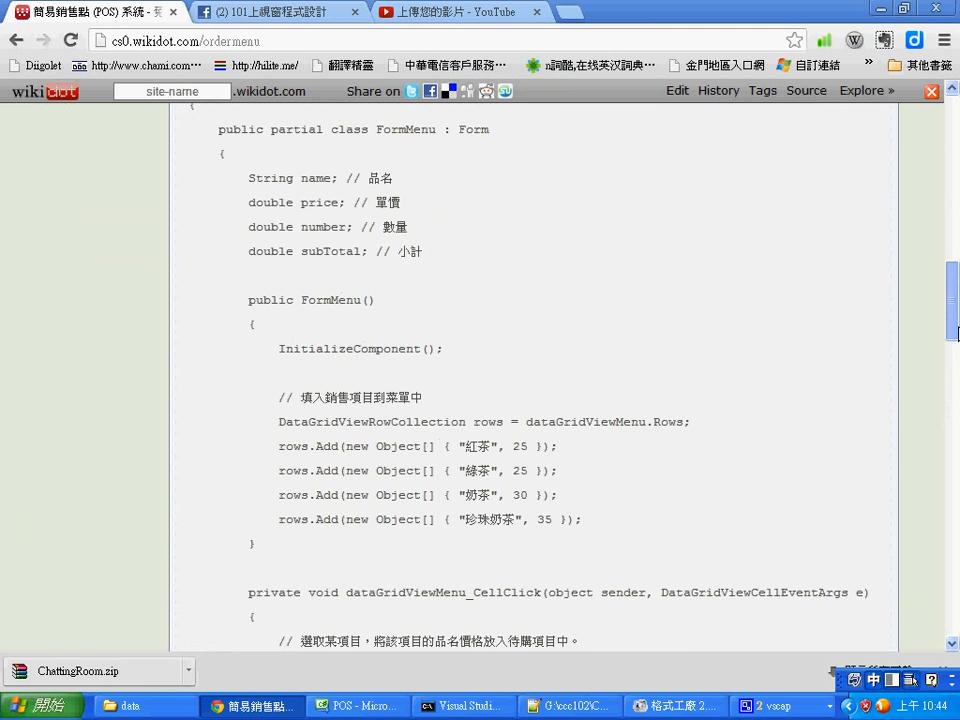 簡易銷售點 (POS) 系統 -
(2) 101上視窗程式設計
上傳您的影片 - YouTube
cs0.wikidot.com/ordermenu
Diigolet
http://www.chami.com…
http://hilite.me/
翻譯精靈
中華電信客戶服務…
n詞酷,在线英汉詞典…
金門地區入口網
自訂連結
»
其他書籤
wikidot
site-name
.wikidot.com
Share on
Edit
History
Tags
Source
Explore »
{
public partial class FormMenu : Form
{
String name; // 品名
double price; // 單價
double number; // 數量
double subTotal; // 小計
public FormMenu()
{
InitializeComponent();
// 填入銷售項目到菜單中
DataGridViewRowCollection rows = dataGridViewMenu.Rows;
rows.Add(new Object[] { "紅茶", 25 });
rows.Add(new Object[] { "綠茶", 25 });
rows.Add(new Object[] { "奶茶", 30 });
rows.Add(new Object[] { "珍珠奶茶", 35 });
}
private void dataGridViewMenu_CellClick(object sender, DataGridViewCellEventArgs e)
{
// 選取某項目，將該項目的品名價格放入待購項目中。
ChattingRoom.zip
中
開始
data
簡易銷售點...
POS - Micro...
Visual Studi...
G:\ccc102\C...
格式工廠 2....
2 vscap
上午 10:44